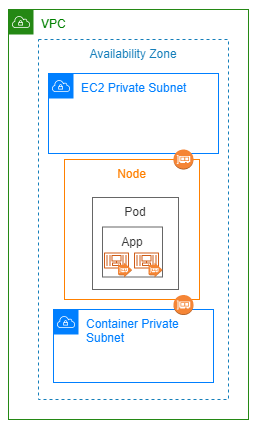 VPC
Availability Zone
EC2 Private Subnet
Node
Pod
App
Container Private
Subnet